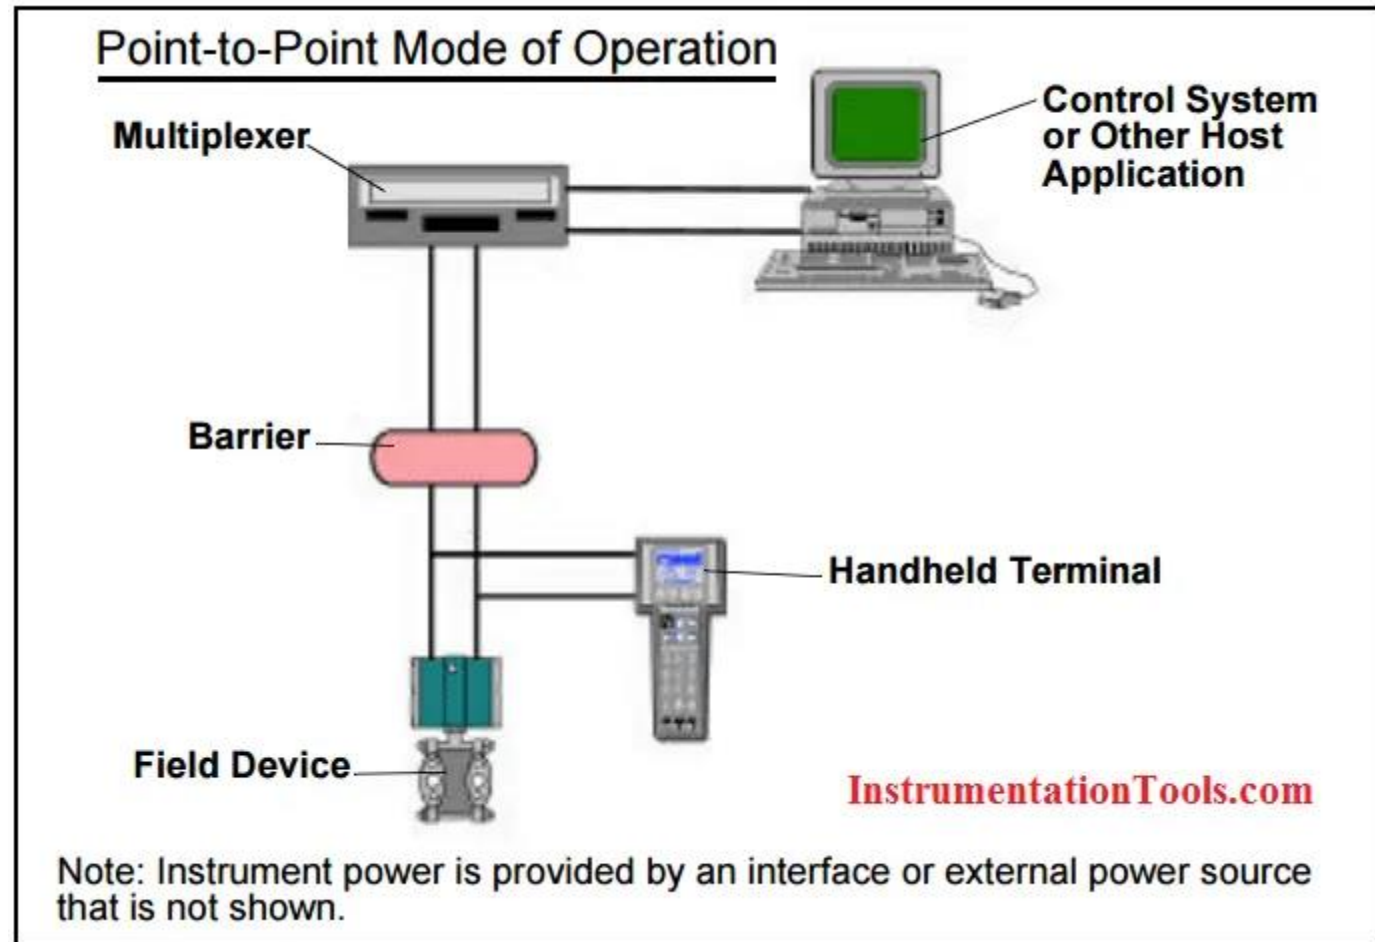 Point-to-Point Mode of Operation
Multiplexer
Control System
or Other Host
Application
Barrier
Handheld Terminal
Field Device
InstrumentationTools.com
Note: Instrument power is provided by an interface or external power source
that is not shown.